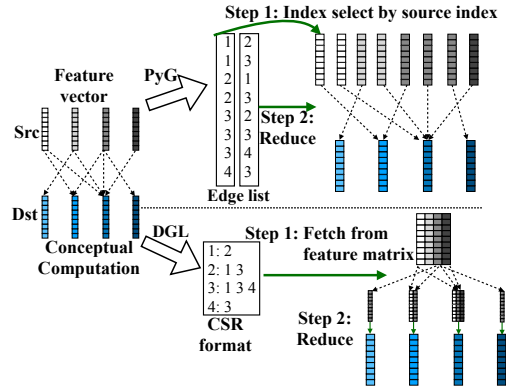 Step 1: Index select by source index
Feature
vector
PyG
Src
Dst
Conceptual
Computation
1 2
1 3
2 1
2 3
3
3 3
3 4
4 3
Edge list
Step 2:
Reduce
DGL
1: 2
2: 1 3
3: 1 3 4
4: 3
CSR
format
Step 1: Fetch from
feature matrix
Step 2:
Reduce